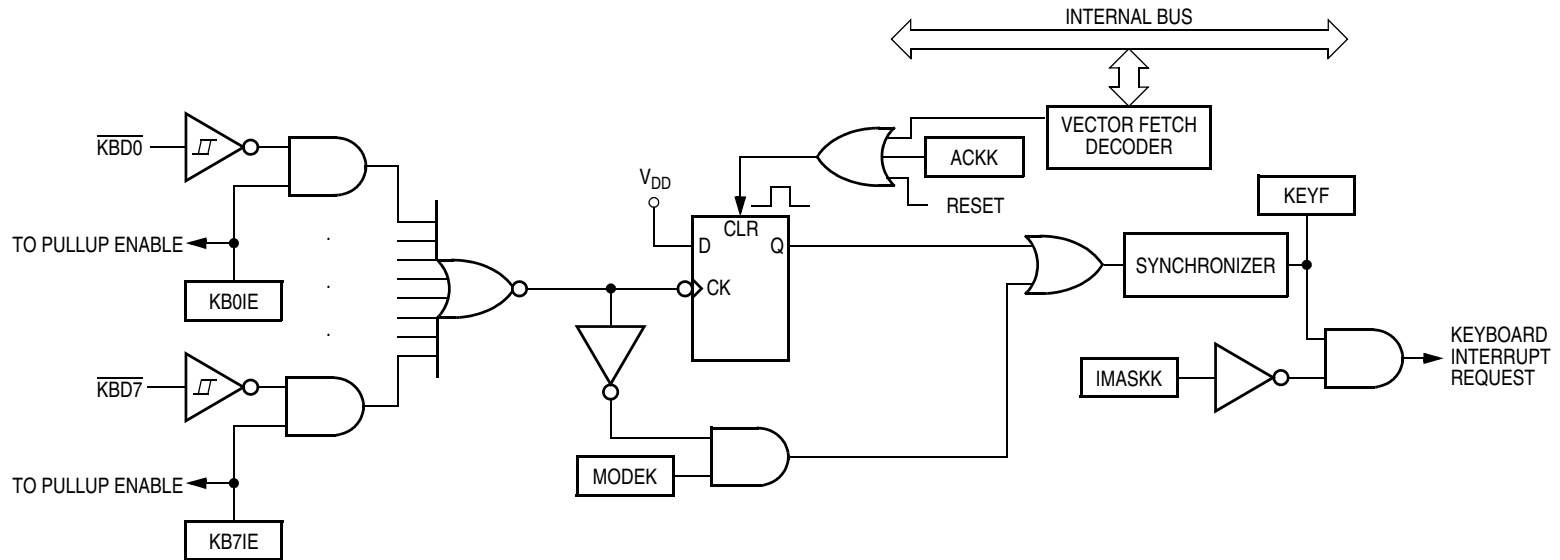 INTERNAL BUS
VECTOR FETCH
DECODER
ACKK
RESET
KBD0
TO PULLUP ENABLE
KB0IE
.
.
.
KBD7
TO PULLUP ENABLE
KB7IE
VDD
D
CLR
Q
CK
MODEK
SYNCHRONIZER
KEYF
IMASKK
KEYBOARD
INTERRUPT
REQUEST